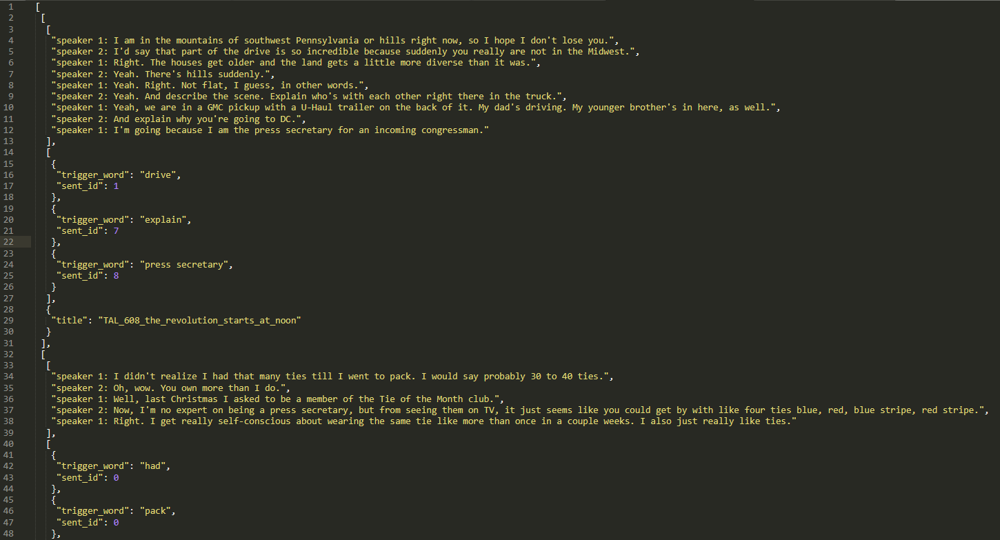 1 [
2 [
3 [
4 "speaker 1: I am in the mountains of southwest Pennsylvania or hills right now, so I hope I don't lose you.",
5 "speaker 2: I'd say that part of the drive is so incredible because suddenly you really are not in the Midwest.",
6 "speaker 1: Right. The houses get older and the land gets a little more diverse than it was.",
7 "speaker 2: Yeah. There's hills suddenly.",
8 "speaker 1: Yeah. Right. Not flat, I guess, in other words.",
9 "speaker 2: Yeah. And describe the scene. Explain who's with each other right there in the truck.",
10 "speaker 1: Yeah, we are in a GMC pickup with a U-Haul trailer on the back of it. My dad's driving. My younger brother's in here, as well.",
11 "speaker 2: And explain why you're going to DC.",
12 "speaker 1: I'm going because I am the press secretary for an incoming congressman."
13 ],
14 [
15 {
16 "trigger_word": "drive",
17 "sent_id": 1
18 },
19 {
20 "trigger_word": "explain",
21 "sent_id": 7
22 },
23 {
24 "trigger_word": "press secretary",
25 "sent_id": 8
26 }
27 ],
28 {
29 "title": "TAL_608_the_revolution_starts_at_noon"
30 }
31 ],
32 [
33 [
34 "speaker 1: I didn't realize I had that many ties till I went to pack. I would say probably 30 to 40 ties.",
35 "speaker 2: Oh, wow. You own more than I do.",
36 "speaker 1: Well, last Christmas I asked to be a member of the Tie of the Month club.",
37 "speaker 2: Now, I'm no expert on being a press secretary, but from seeing them on TV, it just seems like you could get by with like four ties blue, red, blue stripe, red stripe.",
38 "speaker 1: Right. I get really self-conscious about wearing the same tie like more than once in a couple weeks. I also just really like ties."
39 ],
40 [
41 {
42 "trigger_word": "had",
43 "sent_id": 0
44 },
45 {
46 "trigger_word": "pack",
47 "sent_id": 0
48 },